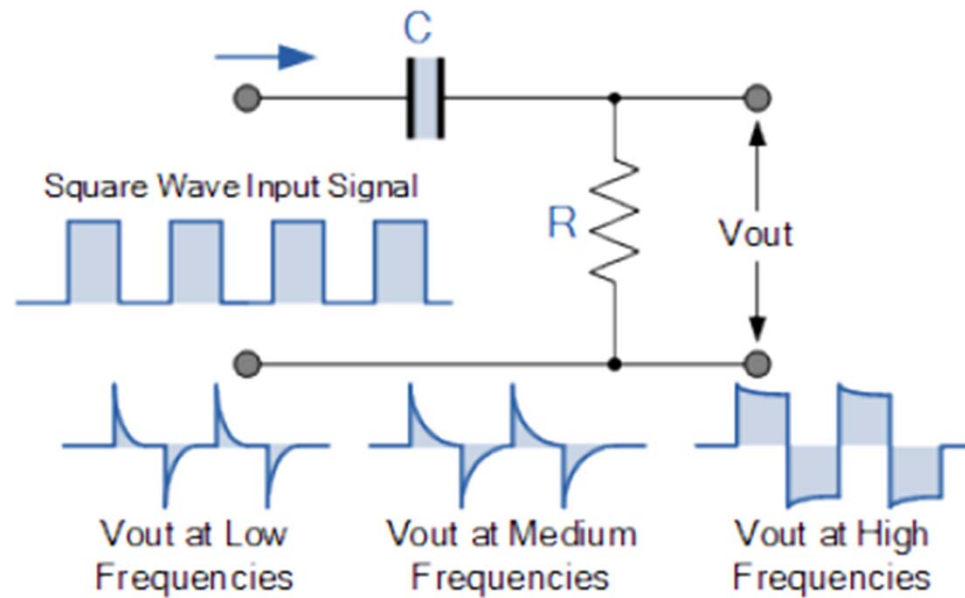 C
Square Wave Input Signal
R
Vout
Vout at Low
Frequencies
Vout at Medium
Frequencies
Vout at High
Frequencies